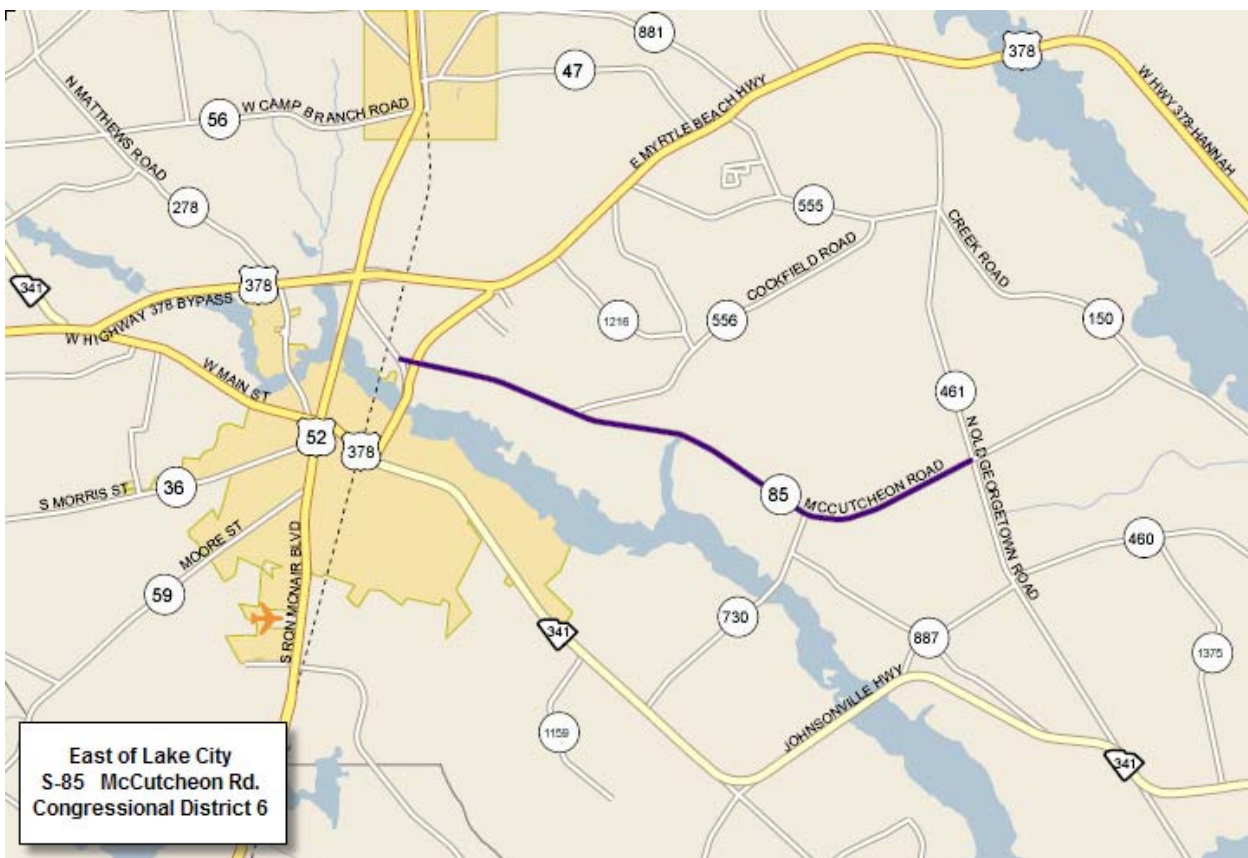 881
47
378
W HWY 378-HANNAH
N MATTHEWS ROAD
56
W CAMP BRANCH ROAD
E MYRTLE BEACH HWY
278
555
CREEK ROAD
COCKFIELD ROAD
341
378
W HIGHWAY 378 BYPASS
1216
556
150
W MAIN ST
461
52
378
N OLD GEORGETOWN ROAD
S MORRIS ST
36
85
MCCUTCHEON ROAD
MOORE ST
460
59
S RON MCNAIR BLVD
730
341
887
1375
JOHNSONVILLE HWY
1159
341
East of Lake City
S-85 McCutcheon Rd.
Congressional District 6